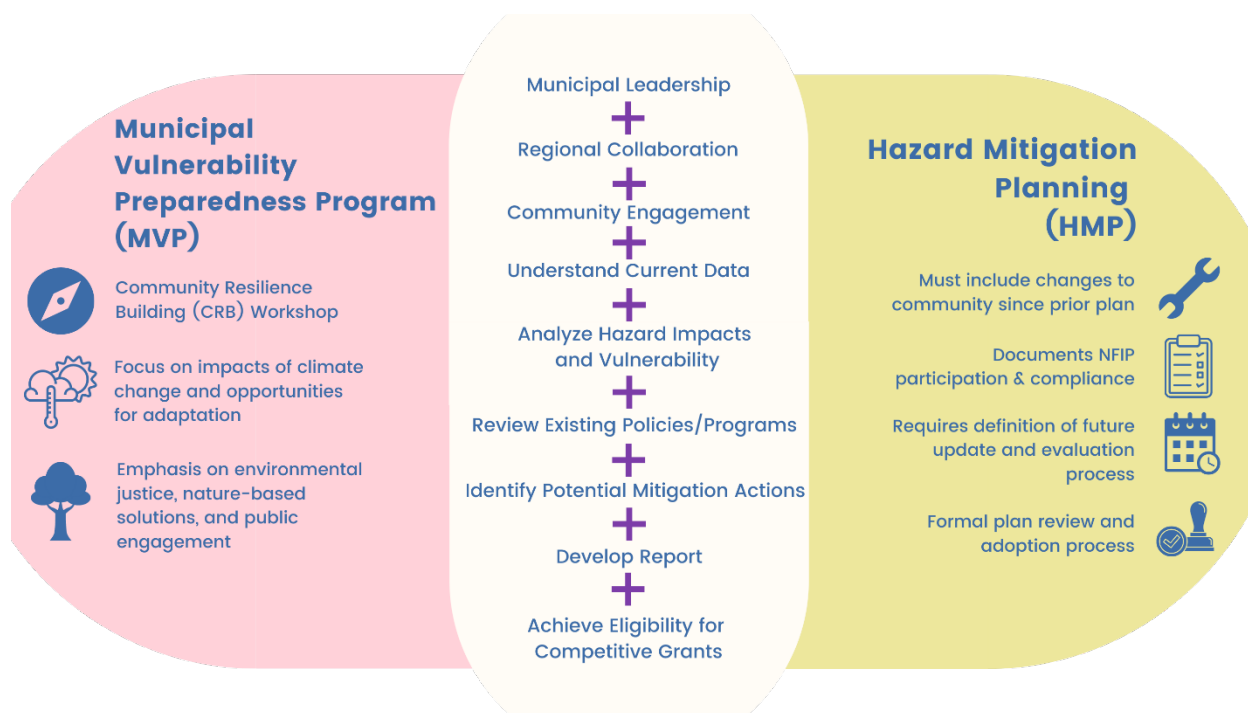 Municipal
Vulnerability
Preparedness Program
(MVP)
Community Resilience
Building (CRB) Workshop
Focus on impacts of climate
change and opportunities
for adaptation
Emphasis on environmental
justice, nature-based
solutions, and public
engagement
Municipal Leadership
+
Regional Collaboration
+
Community Engagement
+
Understand Current Data
+
Analyze Hazard Impacts
and Vulnerability
+
Review Existing Policies/Programs
+
Identify Potential Mitigation Actions
+
Develop Report
+
Achieve Eligibility for
Competitive Grants
Hazard Mitigation
Planning
(HMP)
Must include changes to
community since prior plan
Documents NFIP
participation & compliance
Requires definition of future
update and evaluation
process
Formal plan review and
adoption process